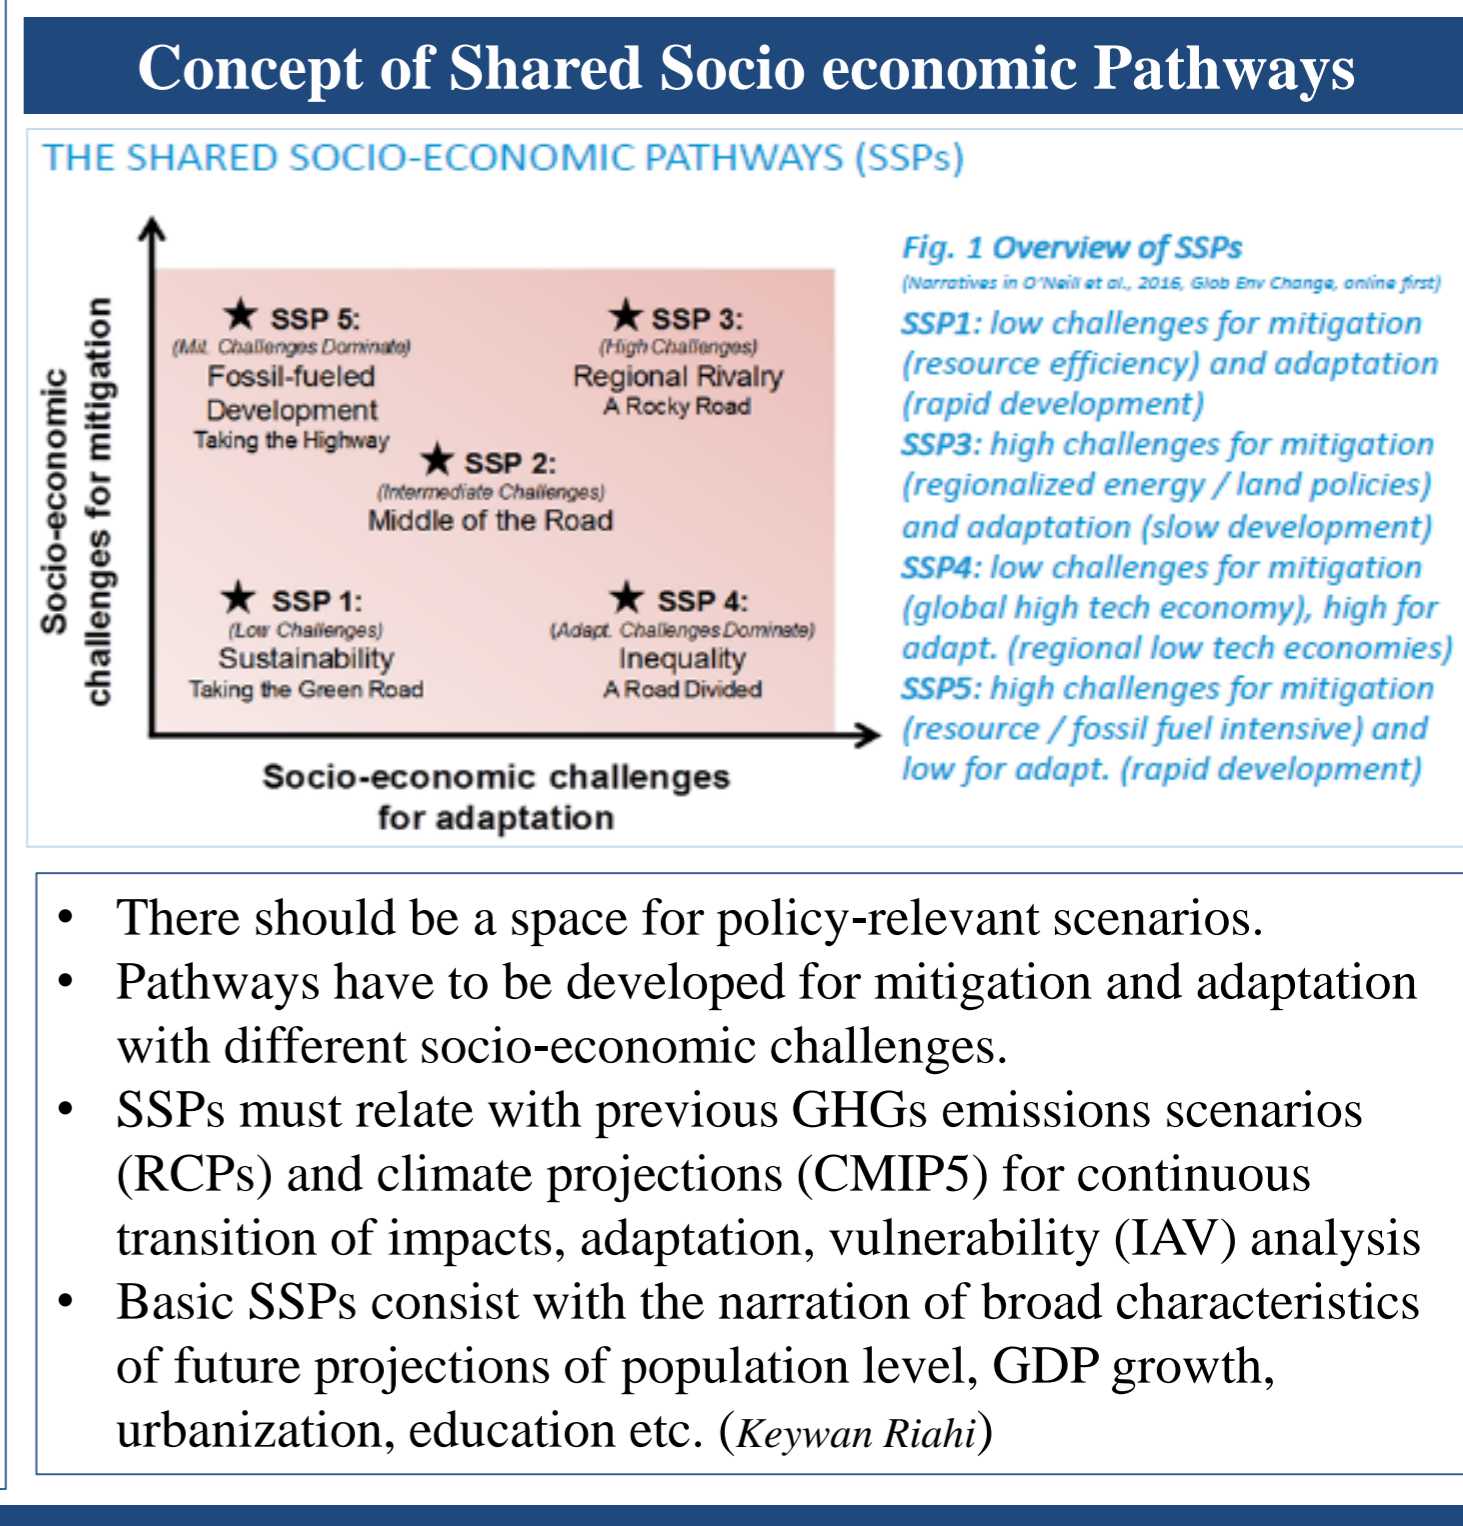 Concept of Shared Socio economic Pathways
THE SHARED SOCIO-ECONOMIC PATHWAYS (SSPs)
Socio-economic
challenges for mitigation
★ SSP 5:
(Mit. Challenges Dominate)
Fossil-fueled
Development
Taking the Highway
★ SSP 3:
(High Challenges)
Regional Rivalry
A Rocky Road
★ SSP 2:
(Intermediate Challenges)
Middle of the Road
★ SSP 1:
(Low Challenges)
Sustainability
Taking the Green Road
★ SSP 4:
(Adapt. Challenges Dominate)
Inequality
A Road Divided
Socio-economic challenges
for adaptation
Fig. 1 Overview of SSPs
(Narratives in O'Neill et al., 2016, Glob Env Change, online first)
SSP1: low challenges for mitigation
(resource efficiency) and adaptation
(rapid development)
SSP3: high challenges for mitigation
(regionalized energy / land policies)
and adaptation (slow development)
SSP4: low challenges for mitigation
(global high tech economy), high for
adapt. (regional low tech economies)
SSP5: high challenges for mitigation
(resource / fossil fuel intensive) and
low for adapt. (rapid development)
• There should be a space for policy-relevant scenarios.
• Pathways have to be developed for mitigation and adaptation
with different socio-economic challenges.
• SSPs must relate with previous GHGs emissions scenarios
(RCPs) and climate projections (CMIP5) for continuous
transition of impacts, adaptation, vulnerability (IAV) analysis
• Basic SSPs consist with the narration of broad characteristics
of future projections of population level, GDP growth,
urbanization, education etc. (Keywan Riahi)